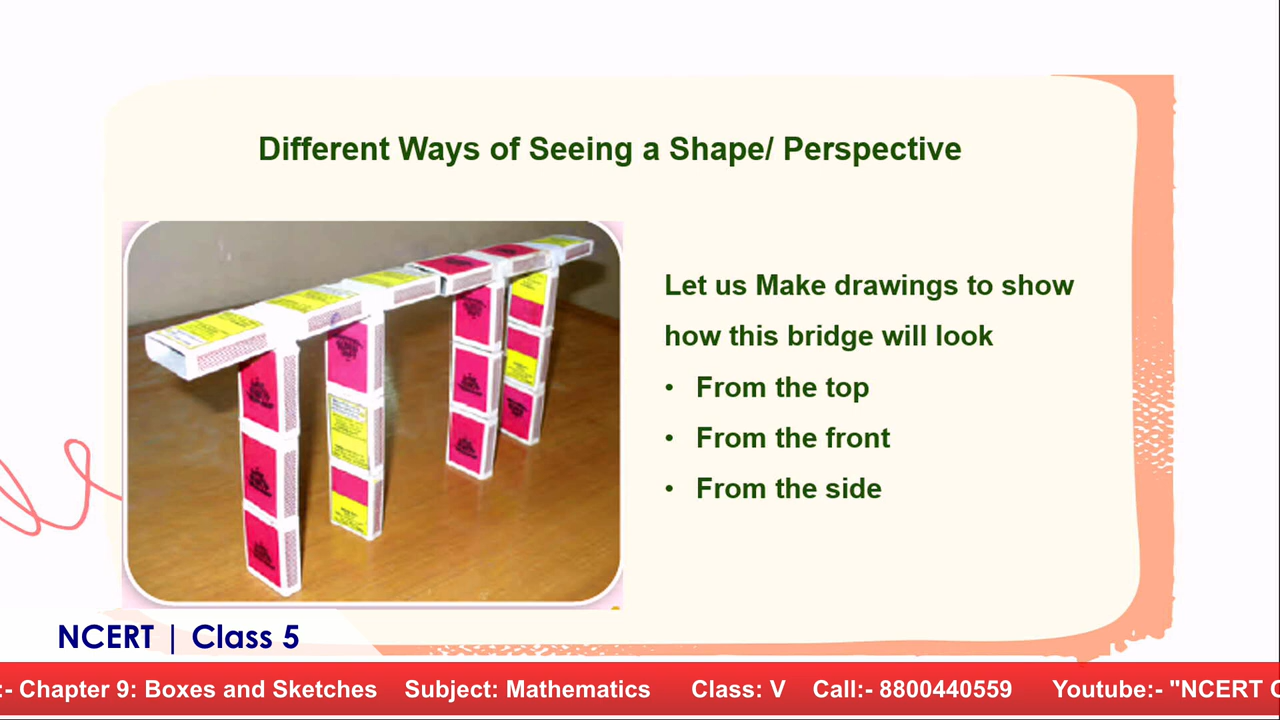 Different Ways of Seeing a Shape/ Perspective
Let us Make drawings to show
how this bridge will look
• From the top
• From the front
• From the side
NCERT | Class 5
:- Chapter 9: Boxes and Sketches Subject: Mathematics Class: V Call:- 8800440559 Youtube:- "NCERT